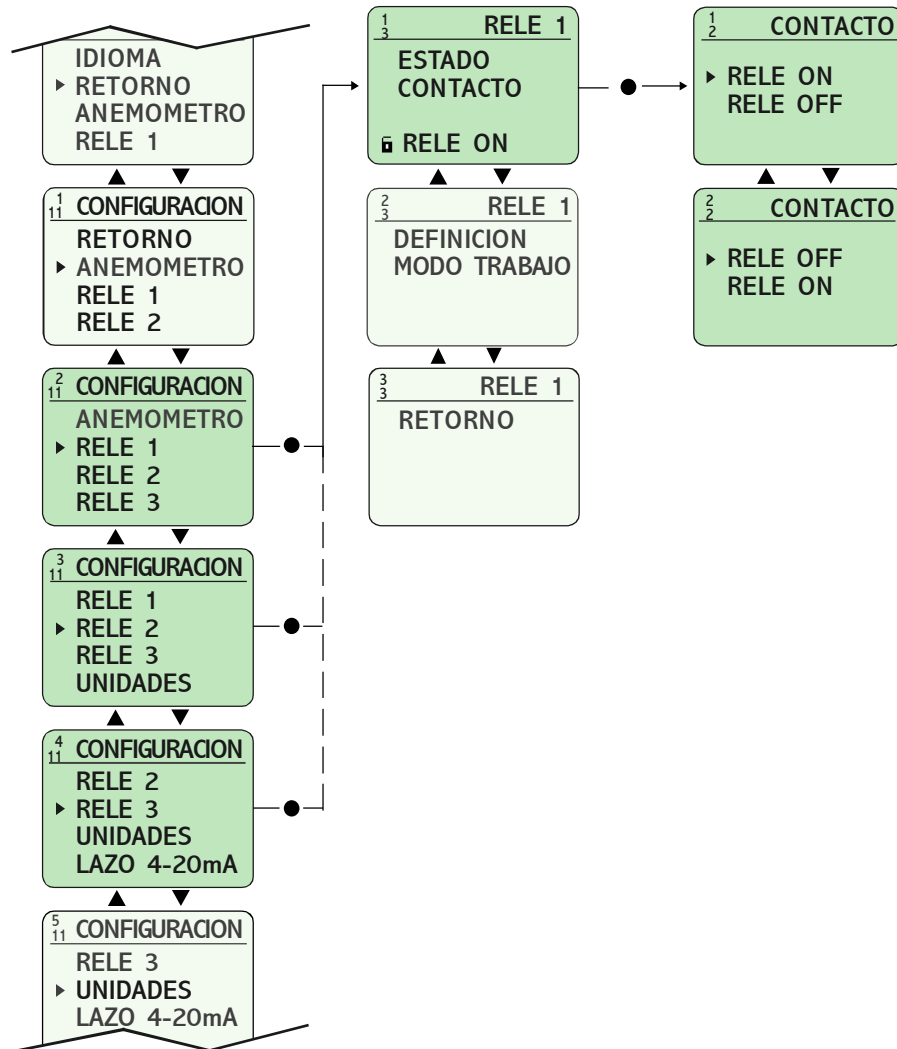 IDIOMA
RETORNO
ANEMOMETRO
RELE 1
1/11 CONFIGURACION
RETORNO
ANEMOMETRO
RELE 1
RELE 2
2/11 CONFIGURACION
ANEMOMETRO
RELE 1
RELE 2
RELE 3
3/11 CONFIGURACION
RELE 1
RELE 2
RELE 3
UNIDADES
4/11 CONFIGURACION
RELE 2
RELE 3
UNIDADES
LAZO 4-20mA
5/11 CONFIGURACION
RELE 3
UNIDADES
LAZO 4-20mA
1/3 RELE 1
ESTADO
CONTACTO
RELE ON
2/3 RELE 1
DEFINICION
MODO TRABAJO
3/3 RELE 1
RETORNO
1/2 CONTACTO
RELE ON
RELE OFF
2/2 CONTACTO
RELE OFF
RELE ON